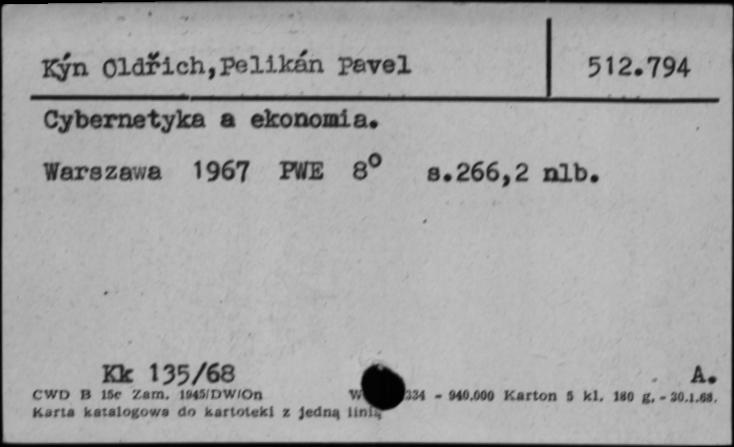 Kýn Oldřich,Pelikán Pavel
512.794
Cybernetyka a ekonomia.
Warszawa 1967 PWE 8° s.266,2 nlb.
Kk 135/68
A.
CWD B 15c Zam. 1945/DW/On 334 - 940.000 Karton 5 kl. 180 g. - 30.1.68.
Karta katalogowa do kartoteki z jedną linią